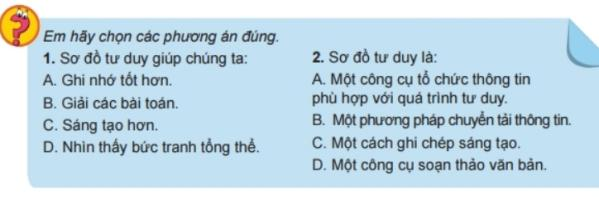 Em hãy chọn các phương án đúng.
1. Sơ đồ tư duy giúp chúng ta:
A. Ghi nhớ tốt hơn.
B. Giải các bài toán.
C. Sáng tạo hơn.
D. Nhìn thấy bức tranh tổng thể.
2. Sơ đồ tư duy là:
A. Một công cụ tổ chức thông tin
phù hợp với quá trình tư duy.
B. Một phương pháp chuyển tải thông tin.
C. Một cách ghi chép sáng tạo.
D. Một công cụ soạn thảo văn bản.